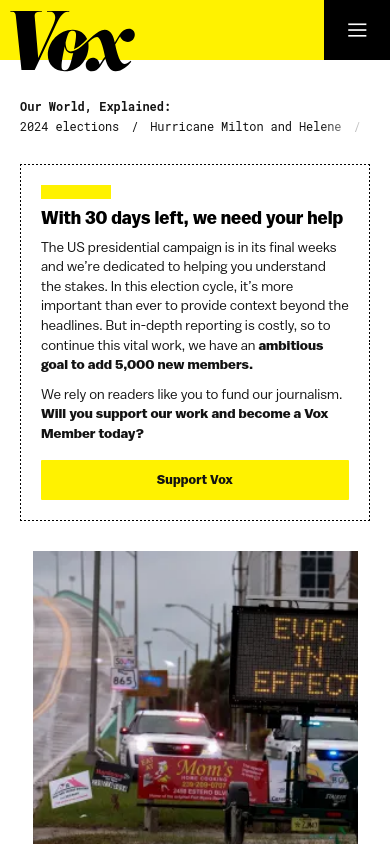 Vox
Our World, Explained:
2024 elections / Hurricane Milton and Helene /
With 30 days left, we need your help
The US presidential campaign is in its final weeks
and we’re dedicated to helping you understand
the stakes. In this election cycle, it’s more
important than ever to provide context beyond the
headlines. But in-depth reporting is costly, so to
continue this vital work, we have an ambitious
goal to add 5,000 new members.
We rely on readers like you to fund our journalism.
Will you support our work and become a Vox
Member today?
Support Vox
EVAC
IN
EFFECT
865
Mom's
HOME COOKING